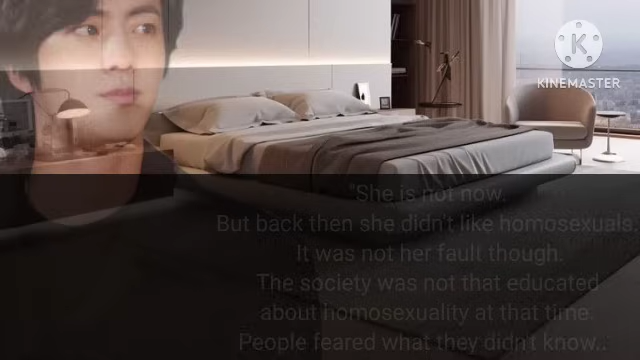 K
KINEMASTER
"She is not now.
But back then she didn't like homosexuals.
It was not her fault though.
The society was not that educated
about homosexuality at that time.
People feared what they didn't know..